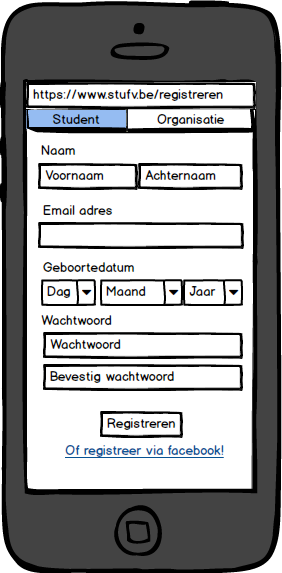 https://www.stufv.be/registreren
Student Organisatie
Naam
Voornaam Achternaam
Email adres
Geboortedatum
Dag Maand Jaar
Wachtwoord
Wachtwoord
Bevestig wachtwoord
Registreren
Of registreer via facebook!